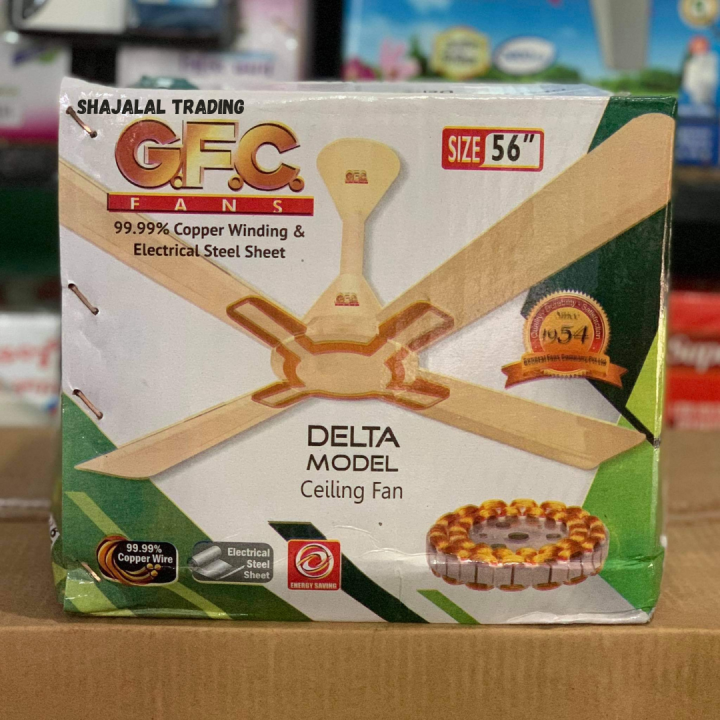 SHAJALAL TRADING
G.F.C.
FANS
99.99% Copper Winding &
Electrical Steel Sheet
SIZE 56"
GFC
GFC
Since
1954
DELTA
MODEL
Ceiling Fan
99.99%
Copper Wire
Electrical
Steel
Sheet
ENERGY SAVING